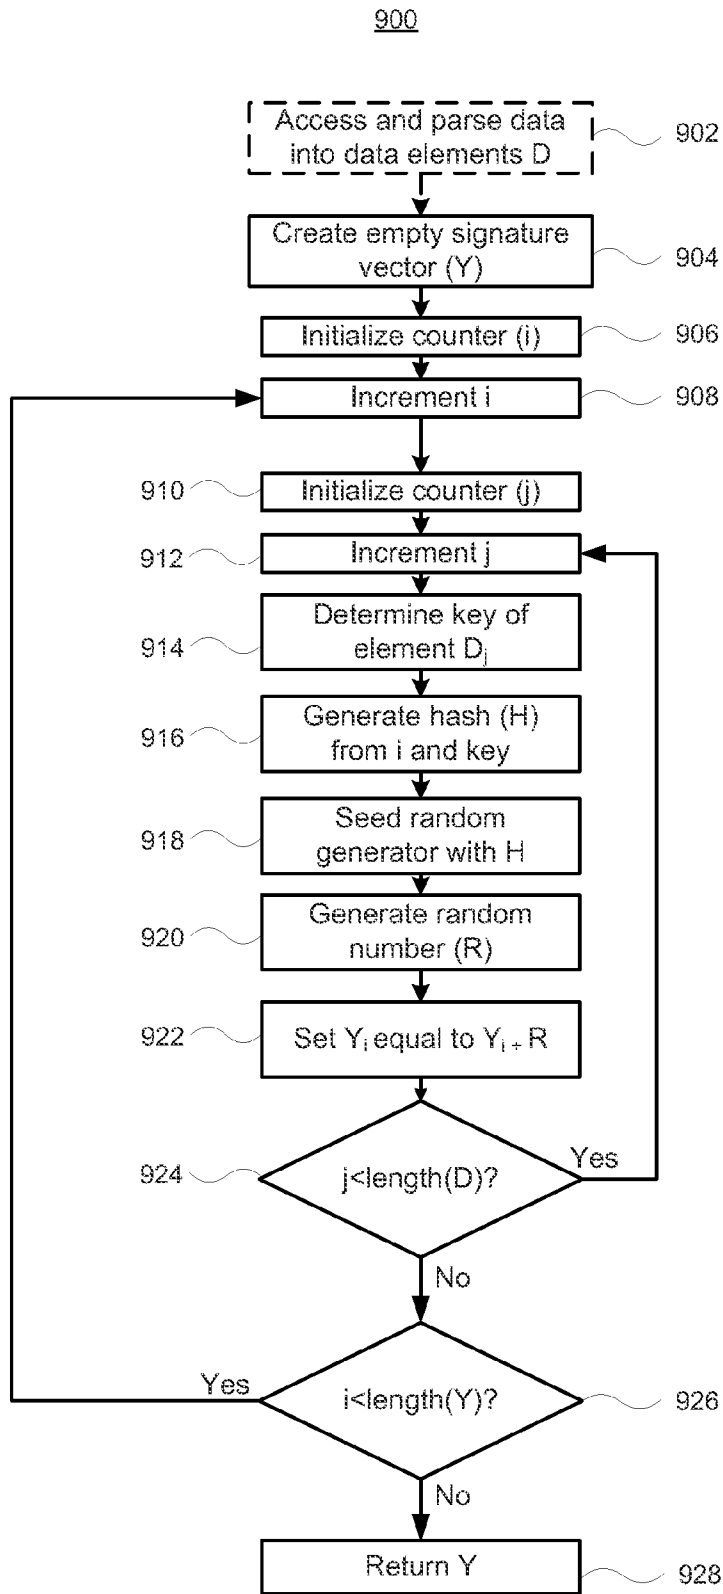 900
Access and parse data
into data elements D
902
Create empty signature
vector (Y)
904
Initialize counter (i)
906
Increment i
908
910
Initialize counter (j)
912
Increment j
914
Determine key of
element Dj
916
Generate hash (H)
from i and key
918
Seed random
generator with H
920
Generate random
number (R)
922
Set Yi equal to Yi + R
924
j<length(D)?
Yes
No
Yes
i<length(Y)?
926
No
Return Y
928